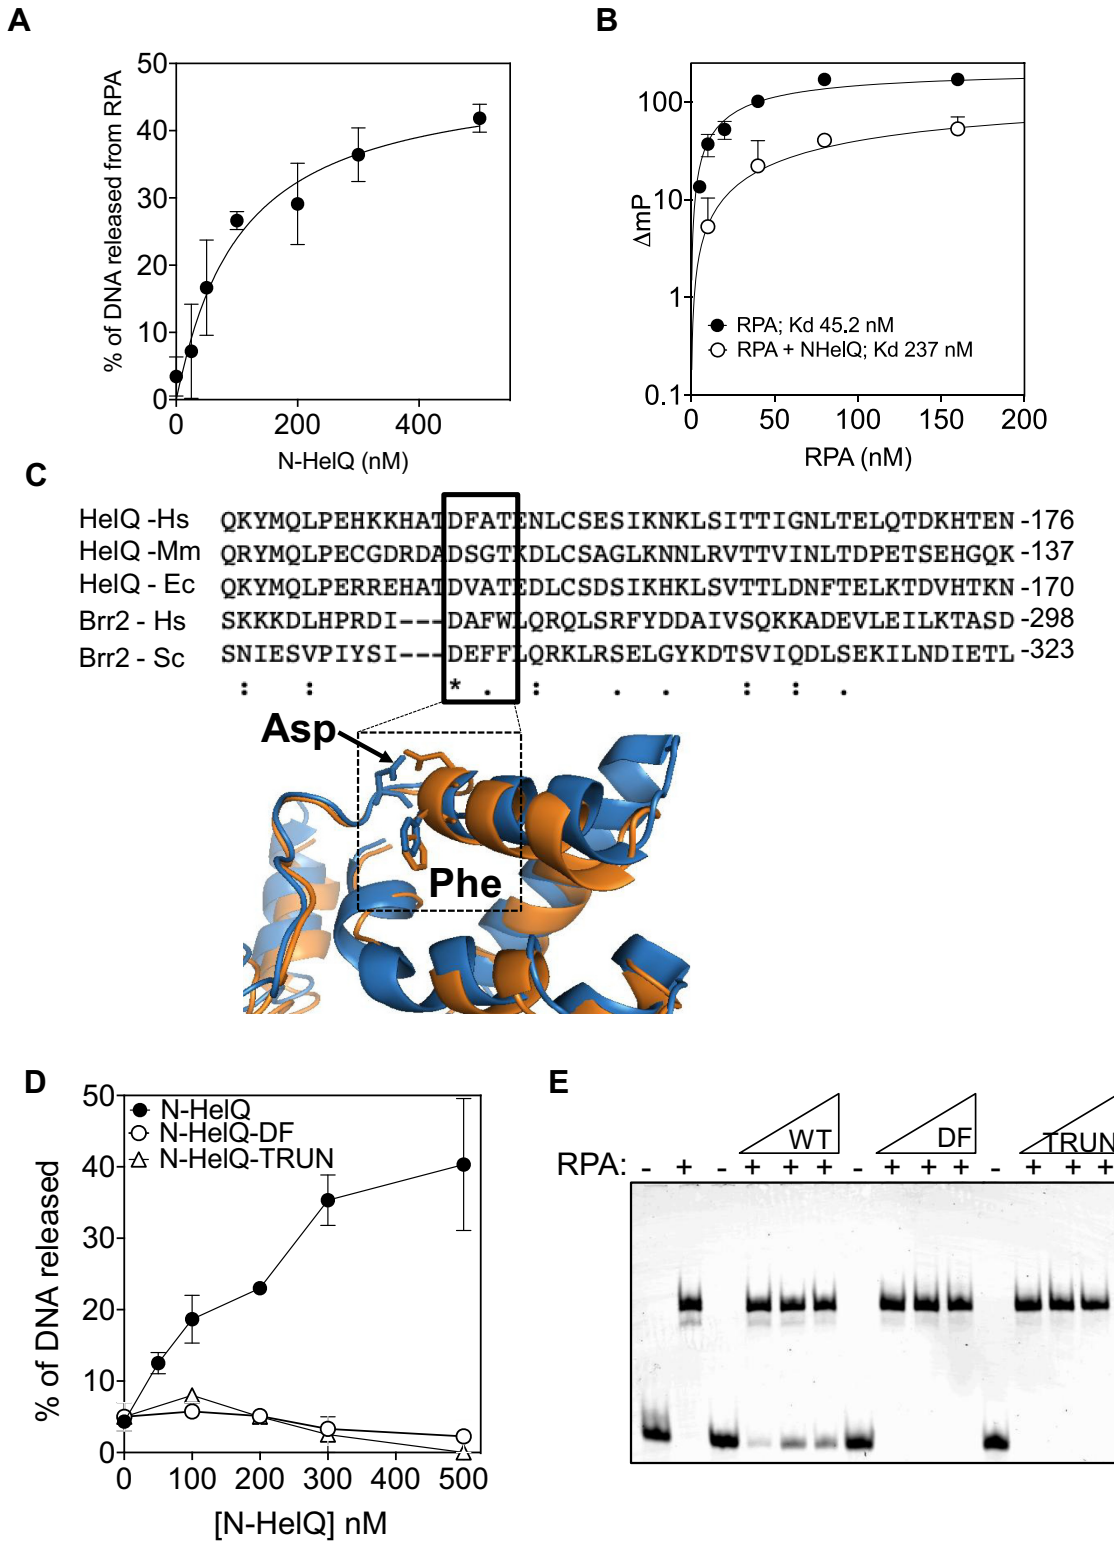 A
B
50
40
30
20
10
0
% of DNA released from RPA
0 200 400
N-HelQ (nM)
100
10
1
0.1
ΔmP
RPA; Kd 45.2 nM
RPA + NHelQ; Kd 237 nM
0 50 100 150 200
RPA (nM)
C
HelQ -Hs QKYMQLPEHKKHATDFATENLCSESIKNKLSITTIGNLTELQTDKHTEN -176
HelQ -Mm QRYMQLPECGDRDADSGTKDLCSAGLKNNLRVTTVINLTDPETSEHGQK -137
HelQ - Ec QKYMQLPERREHATDVATEDLCSDSIKHKLSVTTLDNFTELKTDVHTKN -170
Brr2 - Hs SKKKDLHPRDI---DAFWLQRQLSRFYDDAIVSQKKADEVLEILKTASD -298
Brr2 - Sc SNIESVPIYSI---DEFFLQRKLRSELGYKDTSVIQDLSEKILNDIETL -323
: : * . : . . : : .
Asp
Phe
D
50
40
30
20
10
0
% of DNA released
N-HelQ
N-HelQ-DF
N-HelQ-TRUN
0 100 200 300 400 500
[N-HelQ] nM
E
WT DF TRUN
RPA: - + - + + + - + + + - + + +